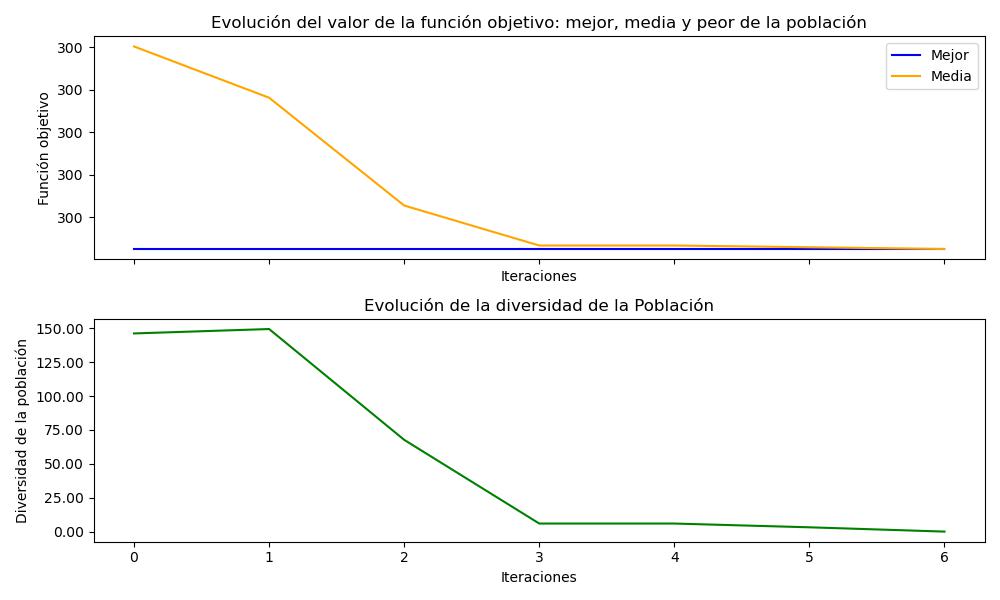 Evolución del valor de la función objetivo: mejor, media y peor de la población
300
300
300
300
300
Función objetivo
Mejor
Media
Iteraciones
Evolución de la diversidad de la Población
150.00
125.00
100.00
75.00
50.00
25.00
0.00
Diversidad de la población
0 1 2 3 4 5 6
Iteraciones